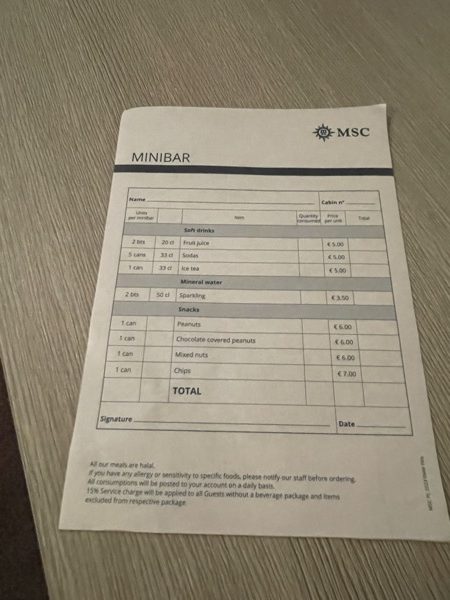 MSC
MINIBAR
Name Cabin n°
Units per minibar Item Quantity consumed Price per unit Total
Soft drinks
2 bts 20 cl Fruit juice € 5.00
5 cans 33 cl Sodas € 5.00
1 can 33 cl Ice tea € 5.00
Mineral water
2 bts 50 cl Sparkling € 3.50
Snacks
1 can Peanuts € 6.00
1 can Chocolate covered peanuts € 6.00
1 can Mixed nuts € 6.00
1 can Chips € 7.00
TOTAL
Signature Date
All our meals are halal.
If you have any allergy or sensitivity to specific foods, please notify our staff before ordering.
All consumptions will be posted to your account on a daily basis.
15% Service charge will be applied to all Guests without a beverage package and items
excluded from respective package.